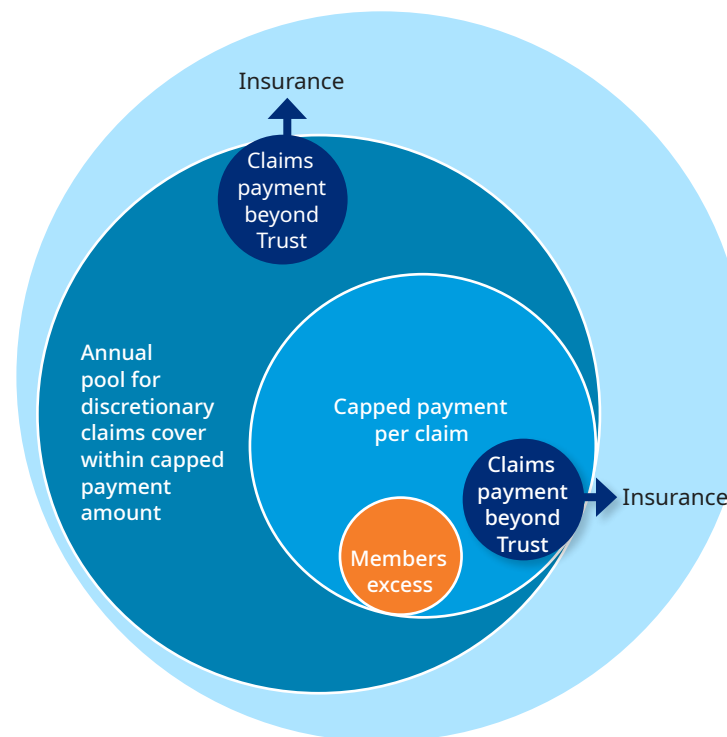 Insurance
Claims
payment
beyond
Trust
Annual
pool for
discretionary
claims cover
within capped
payment
amount
Capped payment
per claim
Claims
payment
beyond
Trust
Insurance
Members
excess